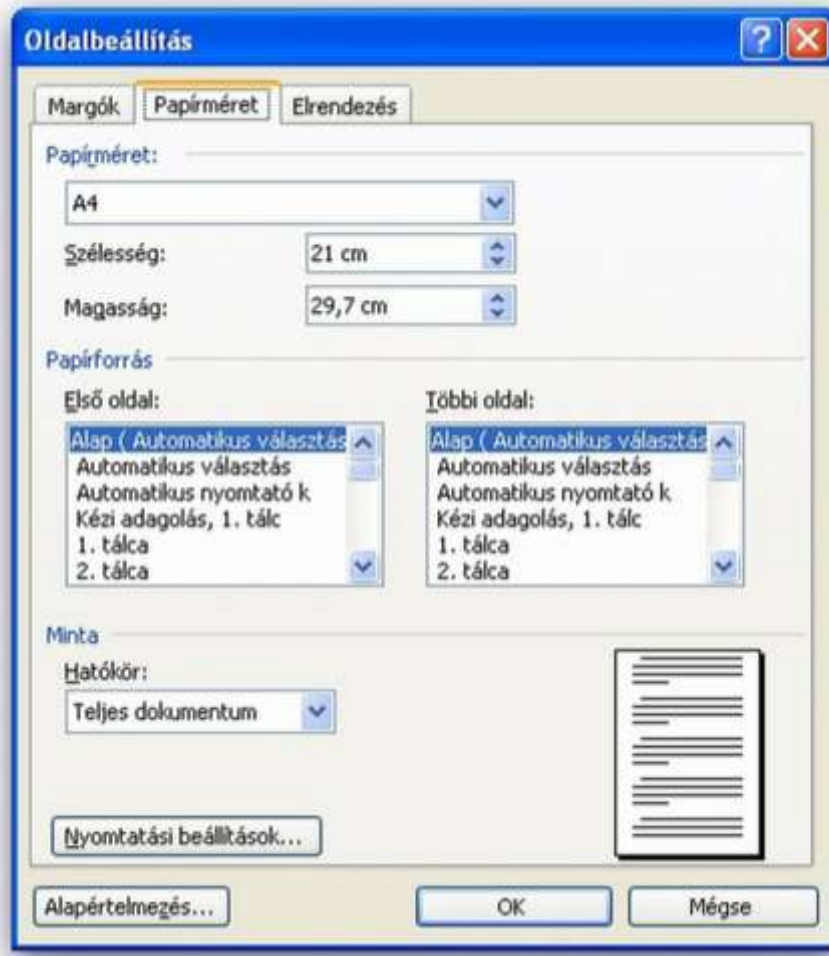 Oldalbeállítás
Margók Papírméret Elrendezés
Papírméret:
A4
Szélesség: 21 cm
Magasság: 29,7 cm
Papírforrás
Első oldal: Többi oldal:
Alap ( Automatikus választás Alap ( Automatikus választás
Automatikus választás Automatikus választás
Automatikus nyomtató k Automatikus nyomtató k
Kézi adagolás, 1. tálc Kézi adagolás, 1. tálc
1. tálca 1. tálca
2. tálca 2. tálca
Minta
Hatókör:
Teljes dokumentum
Nyomtatási beállítások...
Alapértelmezés... OK Mégse